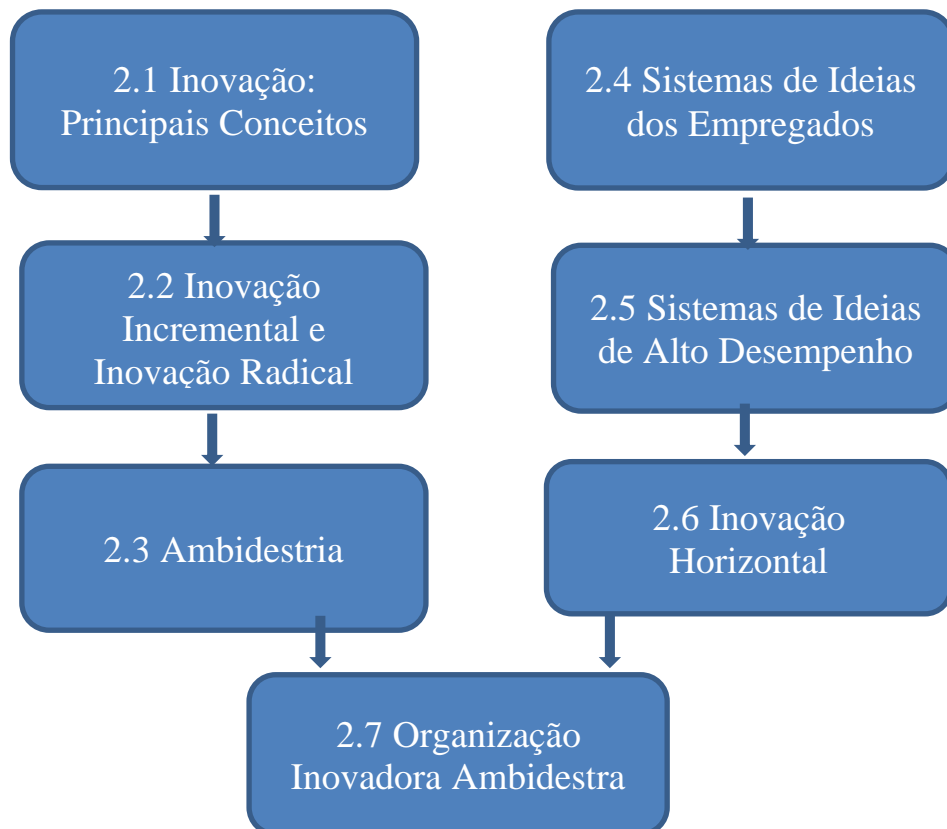 2.1 Inovação:
Principais Conceitos
2.2 Inovação
Incremental e
Inovação Radical
2.3 Ambidestria
2.4 Sistemas de Ideias
dos Empregados
2.5 Sistemas de Ideias
de Alto Desempenho
2.6 Inovação
Horizontal
2.7 Organização
Inovadora Ambidestra